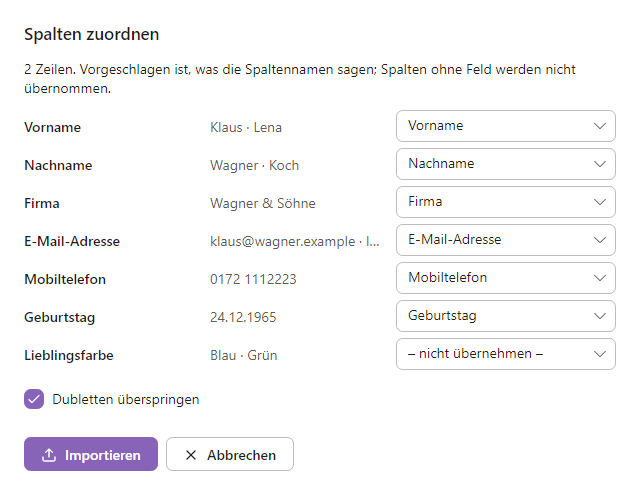 Spalten zuordnen
2 Zeilen. Vorgeschlagen ist, was die Spaltennamen sagen; Spalten ohne Feld werden nicht
übernommen.
Vorname Klaus · Lena Vorname
Nachname Wagner · Koch Nachname
Firma Wagner & Söhne Firma
E-Mail-Adresse klaus@wagner.example · l... E-Mail-Adresse
Mobiltelefon 0172 1112223 Mobiltelefon
Geburtstag 24.12.1965 Geburtstag
Lieblingsfarbe Blau · Grün – nicht übernehmen –
Dubletten überspringen
Importieren Abbrechen